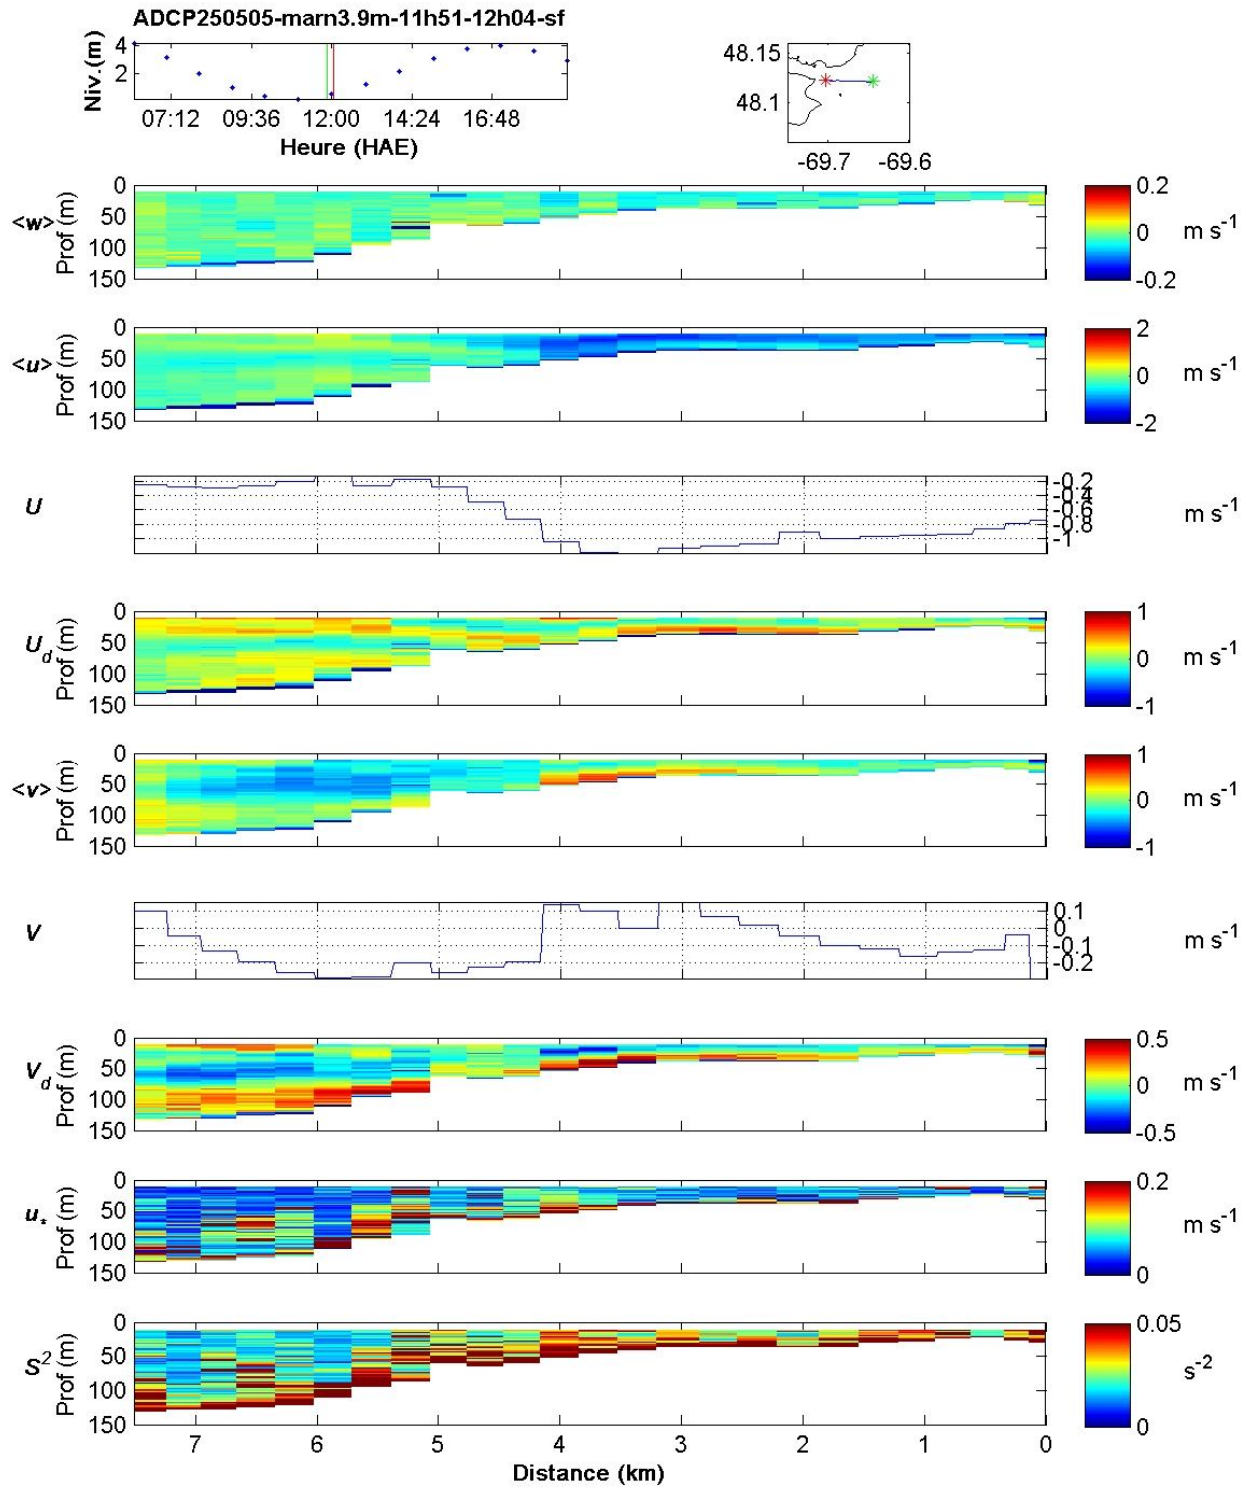 ADCP250505-marn3.9m-11h51-12h04-sf
Niv.(m)
4
2
07:12 09:36 12:00 14:24 16:48
Heure (HAE)
48.15
48.1
-69.7 -69.6
<w>
Prof (m)
0
50
100
150
0.2
0
-0.2
m s⁻¹
<u>
Prof (m)
0
50
100
150
2
0
-2
m s⁻¹
U
-0.2
-0.4
-0.6
-0.8
-1
m s⁻¹
U_d
Prof (m)
0
50
100
150
1
0
-1
m s⁻¹
<v>
Prof (m)
0
50
100
150
1
0
-1
m s⁻¹
V
0.1
0
-0.1
-0.2
m s⁻¹
V_d
Prof (m)
0
50
100
150
0.5
0
-0.5
m s⁻¹
u_*
Prof (m)
0
50
100
150
0.2
0
m s⁻¹
S²
Prof (m)
0
50
100
150
0.05
0
s⁻²
7 6 5 4 3 2 1 0
Distance (km)